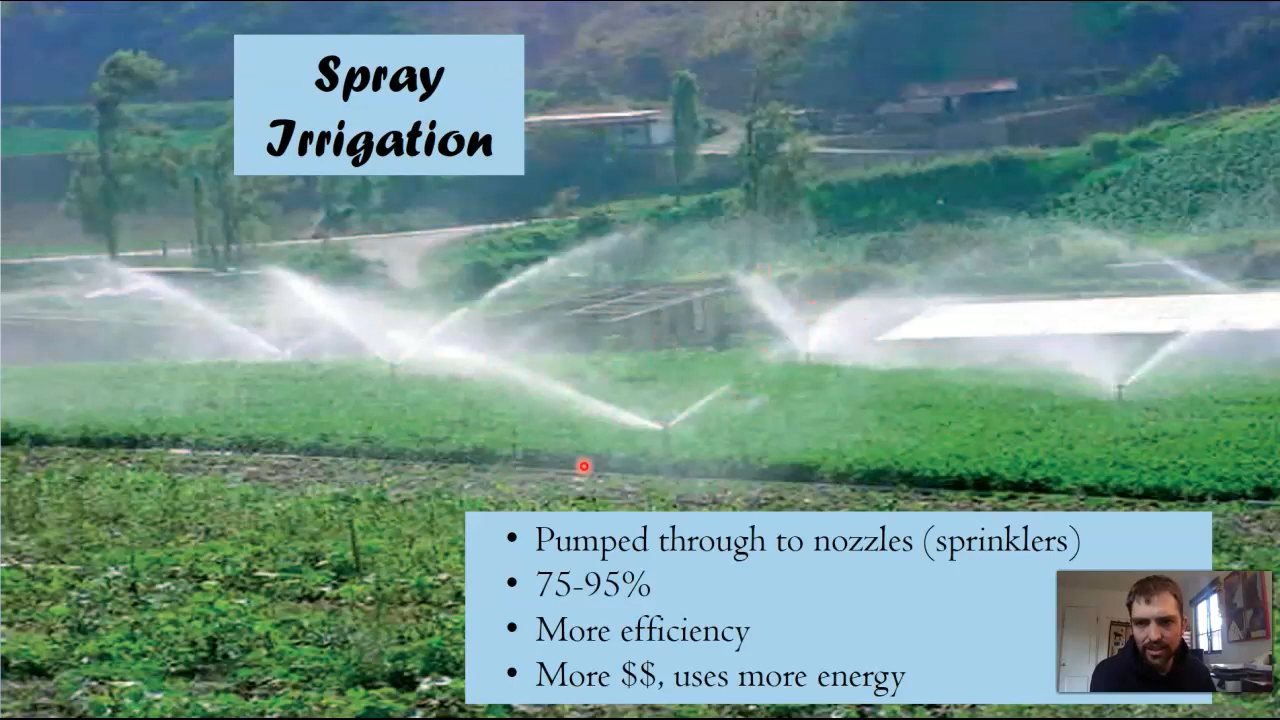 Spray
Irrigation
• Pumped through to nozzles (sprinklers)
• 75-95%
• More efficiency
• More $$, uses more energy